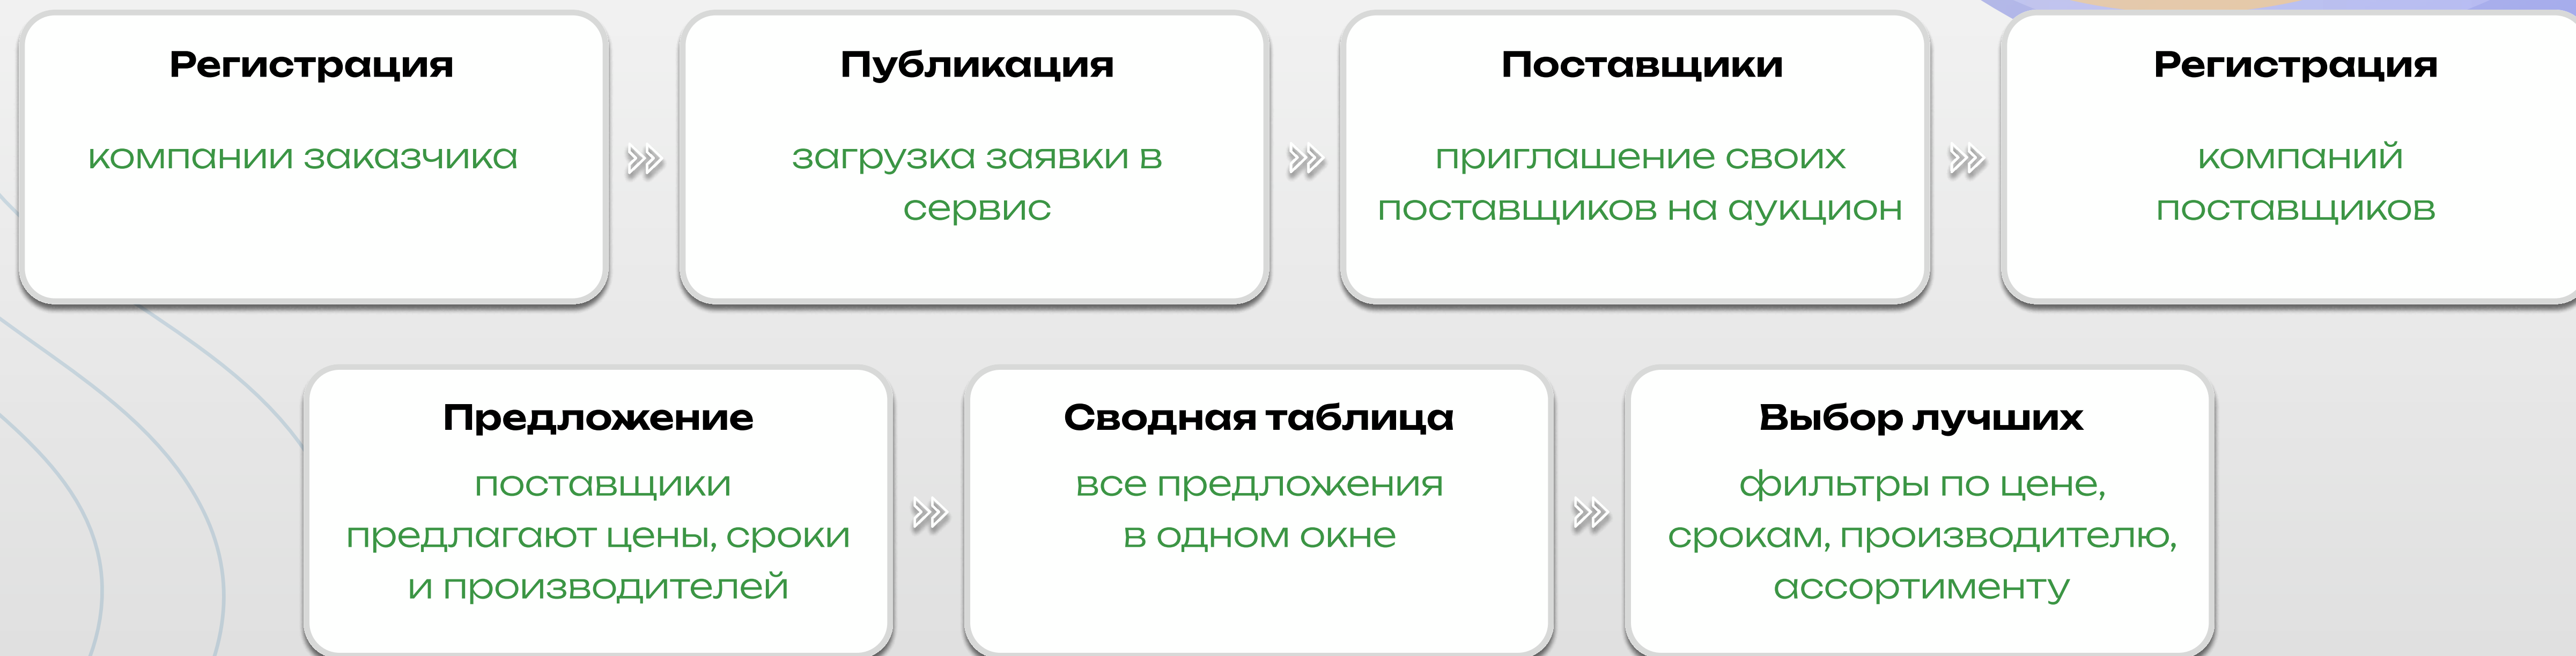 Регистрация
компании заказчика
Публикация
загрузка заявки в
сервис
Поставщики
приглашение своих
поставщиков на аукцион
Регистрация
компаний
поставщиков
Предложение
поставщики
предлагают цены, сроки
и производителей
Сводная таблица
все предложения
в одном окне
Выбор лучших
фильтры по цене,
срокам, производителю,
ассортименту